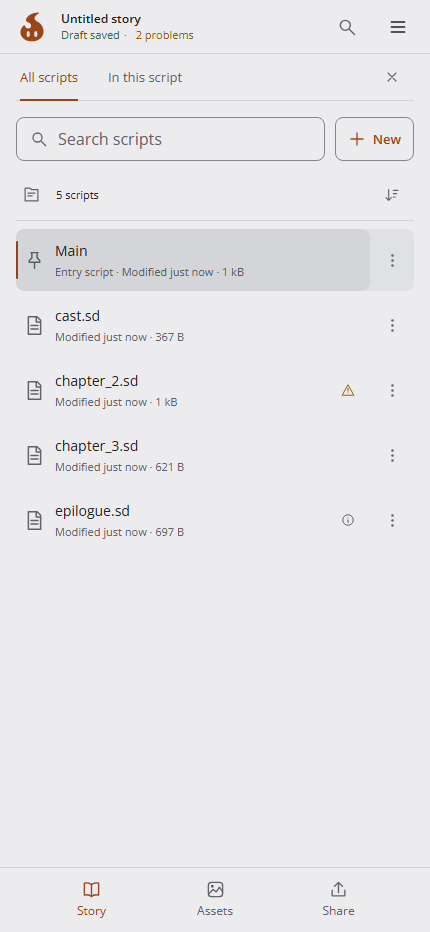 Untitled story
Draft saved · 2 problems
All scripts
In this script
Search scripts
New
5 scripts
Main
Entry script · Modified just now · 1 kB
cast.sd
Modified just now · 367 B
chapter_2.sd
Modified just now · 1 kB
chapter_3.sd
Modified just now · 621 B
epilogue.sd
Modified just now · 697 B
Story
Assets
Share